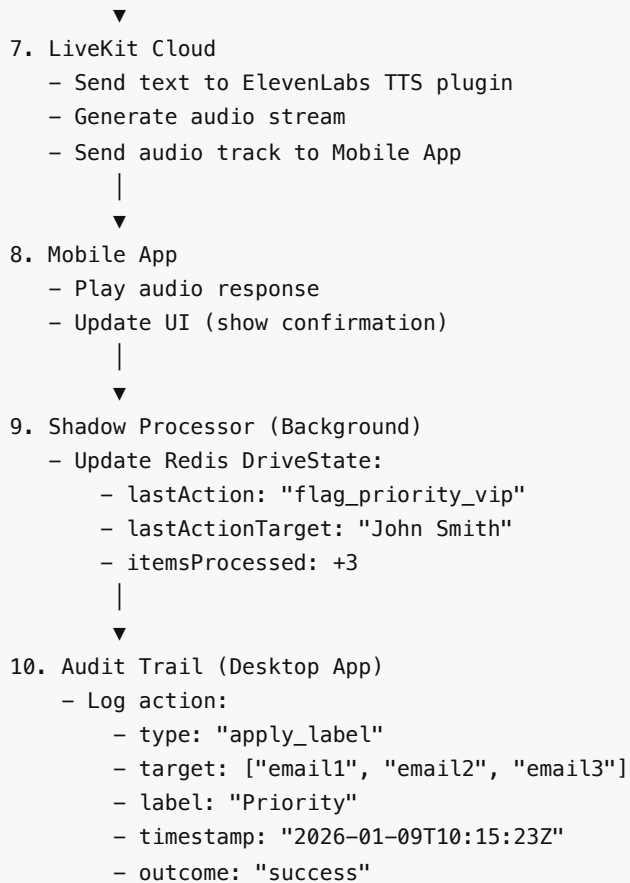 ▼
7. LiveKit Cloud
   – Send text to ElevenLabs TTS plugin
   – Generate audio stream
   – Send audio track to Mobile App
         │
         ▼
8. Mobile App
   – Play audio response
   – Update UI (show confirmation)
         │
         ▼
9. Shadow Processor (Background)
   – Update Redis DriveState:
       – lastAction: "flag_priority_vip"
       – lastActionTarget: "John Smith"
       – itemsProcessed: +3
         │
         ▼
10. Audit Trail (Desktop App)
    – Log action:
        – type: "apply_label"
        – target: ["email1", "email2", "email3"]
        – label: "Priority"
        – timestamp: "2026–01–09T10:15:23Z"
        – outcome: "success"